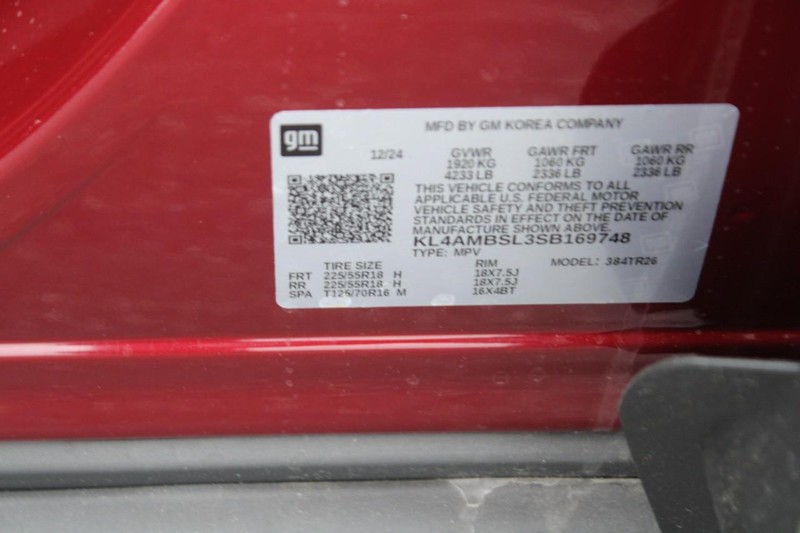 gm
MFD BY GM KOREA COMPANY
12/24 GVWR GAWR FRT GAWR RR
1920 KG 1060 KG 1060 KG
4233 LB 2336 LB 2336 LB
THIS VEHICLE CONFORMS TO ALL
APPLICABLE U.S. FEDERAL MOTOR
VEHICLE SAFETY AND THEFT PREVENTION
STANDARDS IN EFFECT ON THE DATE OF
MANUFACTURE SHOWN ABOVE.
KL4AMBSL3SB169748
TYPE: MPV MODEL: 384TR26
TIRE SIZE RIM
FRT 225/55R18 H 18X7.5J
RR 225/55R18 H 18X7.5J
SPA T125/70R16 M 16X4BT